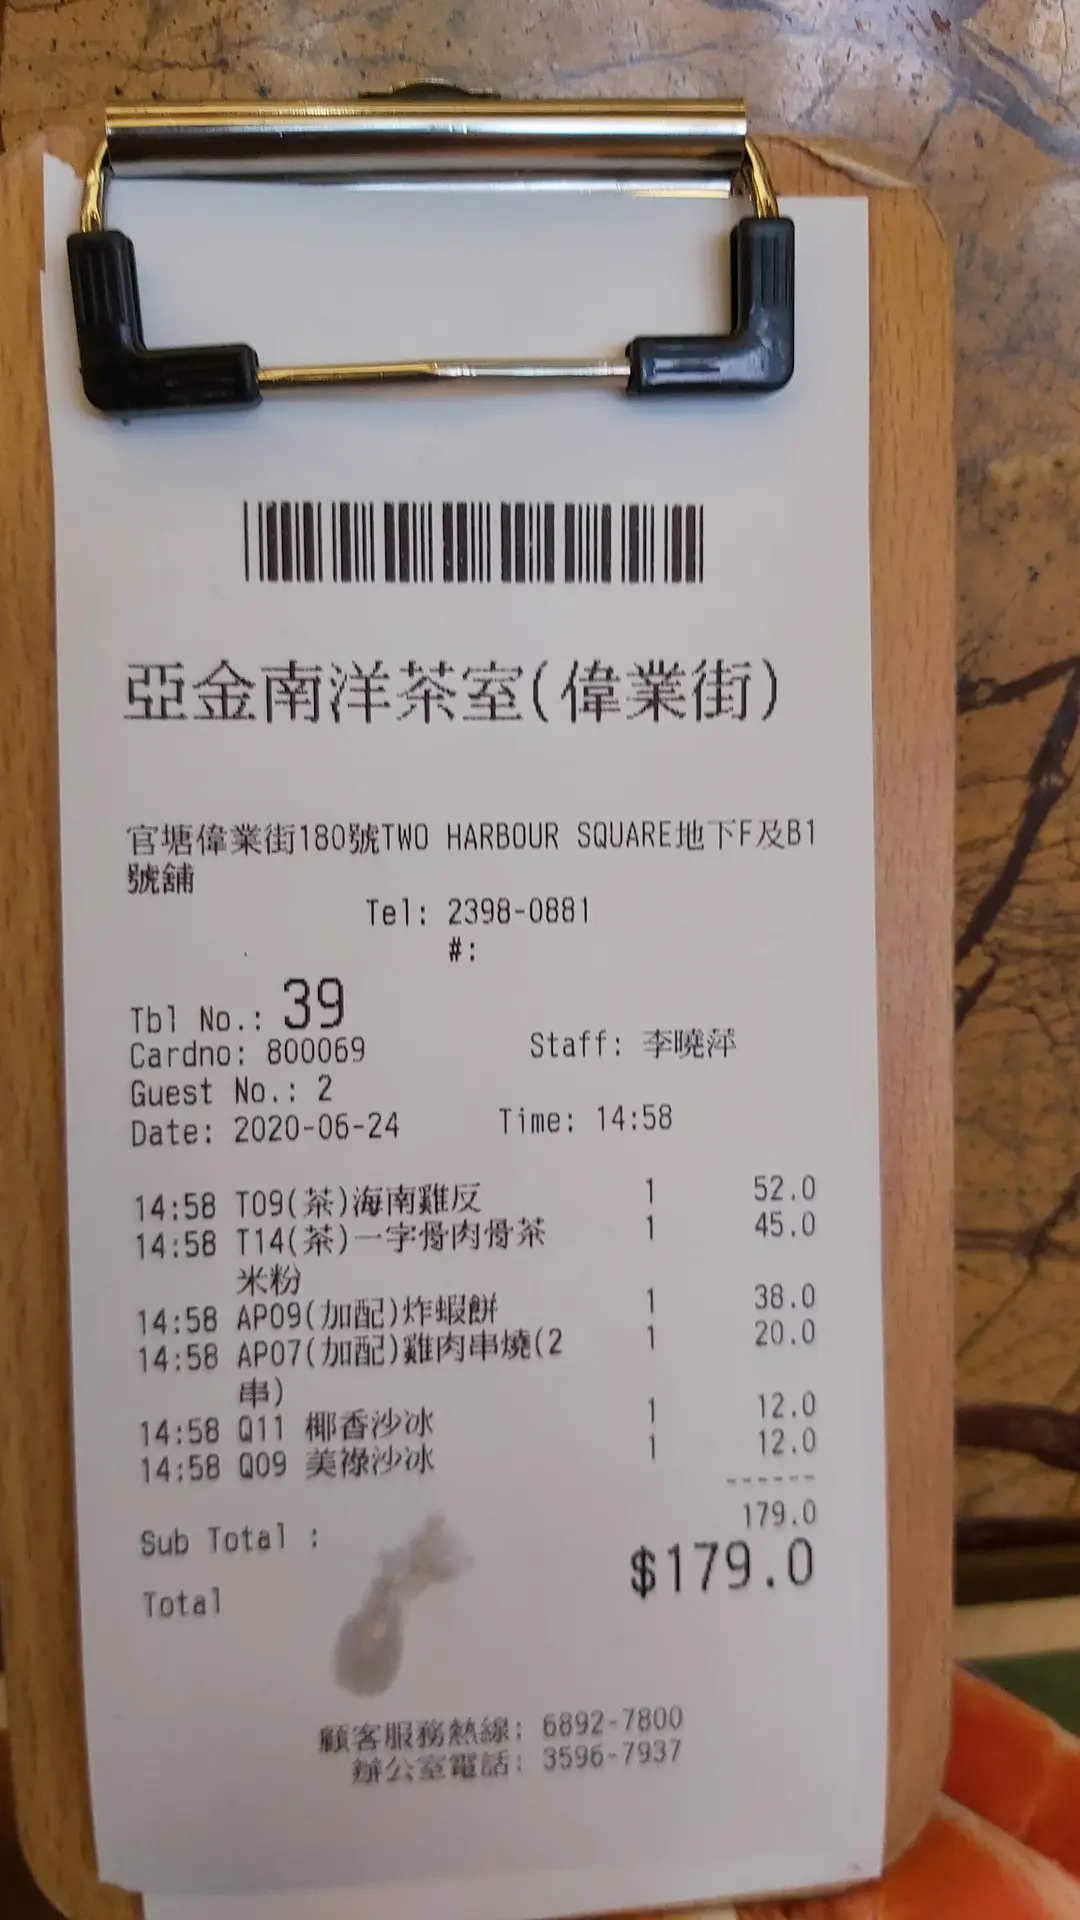 亞金南洋茶室(偉業街)
官塘偉業街180號TWO HARBOUR SQUARE地下F及B1
號舖
Tel: 2398-0881
#:
Tbl No.: 39
Cardno: 800069 Staff: 李曉萍
Guest No.: 2
Date: 2020-06-24 Time: 14:58
14:58 T09(茶)海南雞反 1 52.0
14:58 T14(茶)一字骨肉骨茶 1 45.0
米粉
14:58 AP09(加配)炸蝦餅 1 38.0
14:58 AP07(加配)雞肉串燒(2 1 20.0
串)
14:58 Q11 椰香沙冰 1 12.0
14:58 Q09 美祿沙冰 1 12.0
------
Sub Total : 179.0
Total $179.0
顧客服務熱線: 6892-7800
辦公室電話: 3596-7937